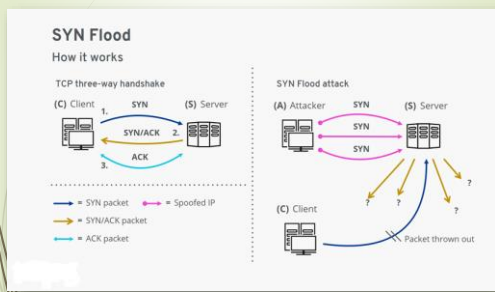 SYN Flood
How it works
TCP three-way handshake
(C) Client
1.
SYN
(S) Server
SYN/ACK
2.
ACK
3.
= SYN packet
= Spoofed IP
= SYN/ACK packet
= ACK packet
SYN Flood attack
(A) Attacker
SYN
(S) Server
SYN
SYN
?
?
?
?
(C) Client
Packet thrown out